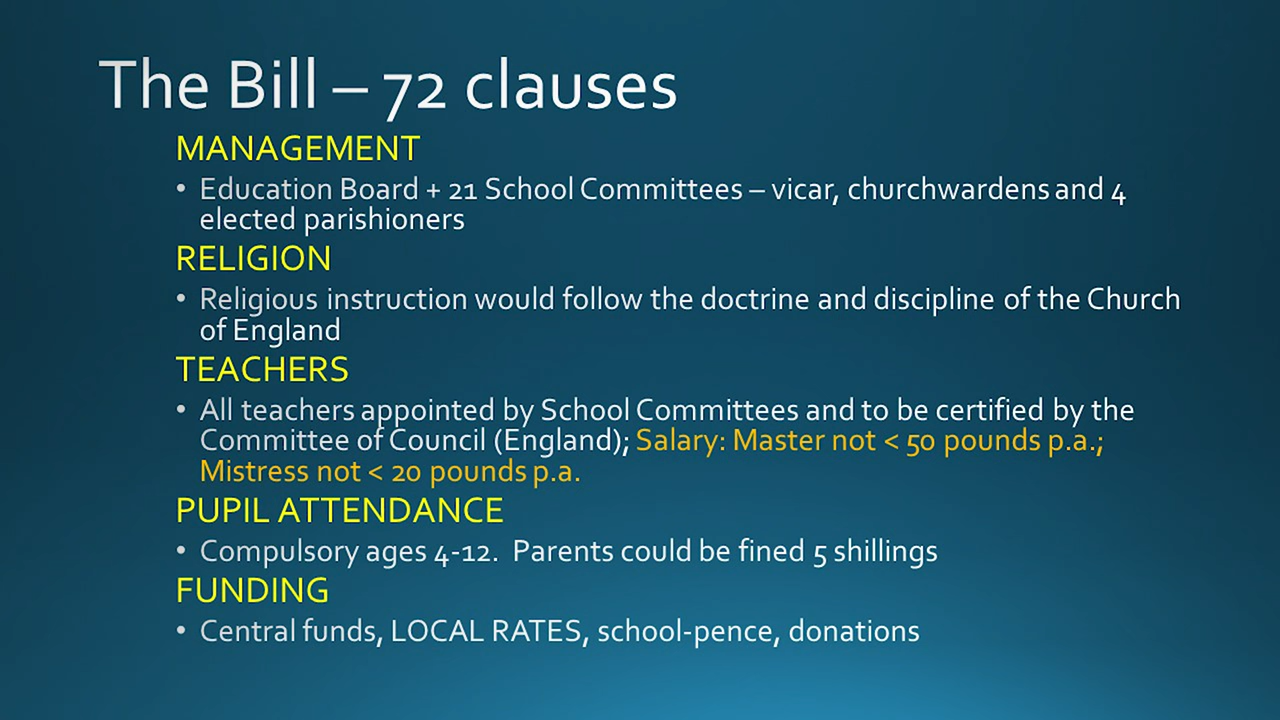 The Bill – 72 clauses
MANAGEMENT
• Education Board + 21 School Committees – vicar, churchwardens and 4
elected parishioners
RELIGION
• Religious instruction would follow the doctrine and discipline of the Church
of England
TEACHERS
• All teachers appointed by School Committees and to be certified by the
Committee of Council (England); Salary: Master not < 50 pounds p.a.;
Mistress not < 20 pounds p.a.
PUPIL ATTENDANCE
• Compulsory ages 4-12. Parents could be fined 5 shillings
FUNDING
• Central funds, LOCAL RATES, school-pence, donations